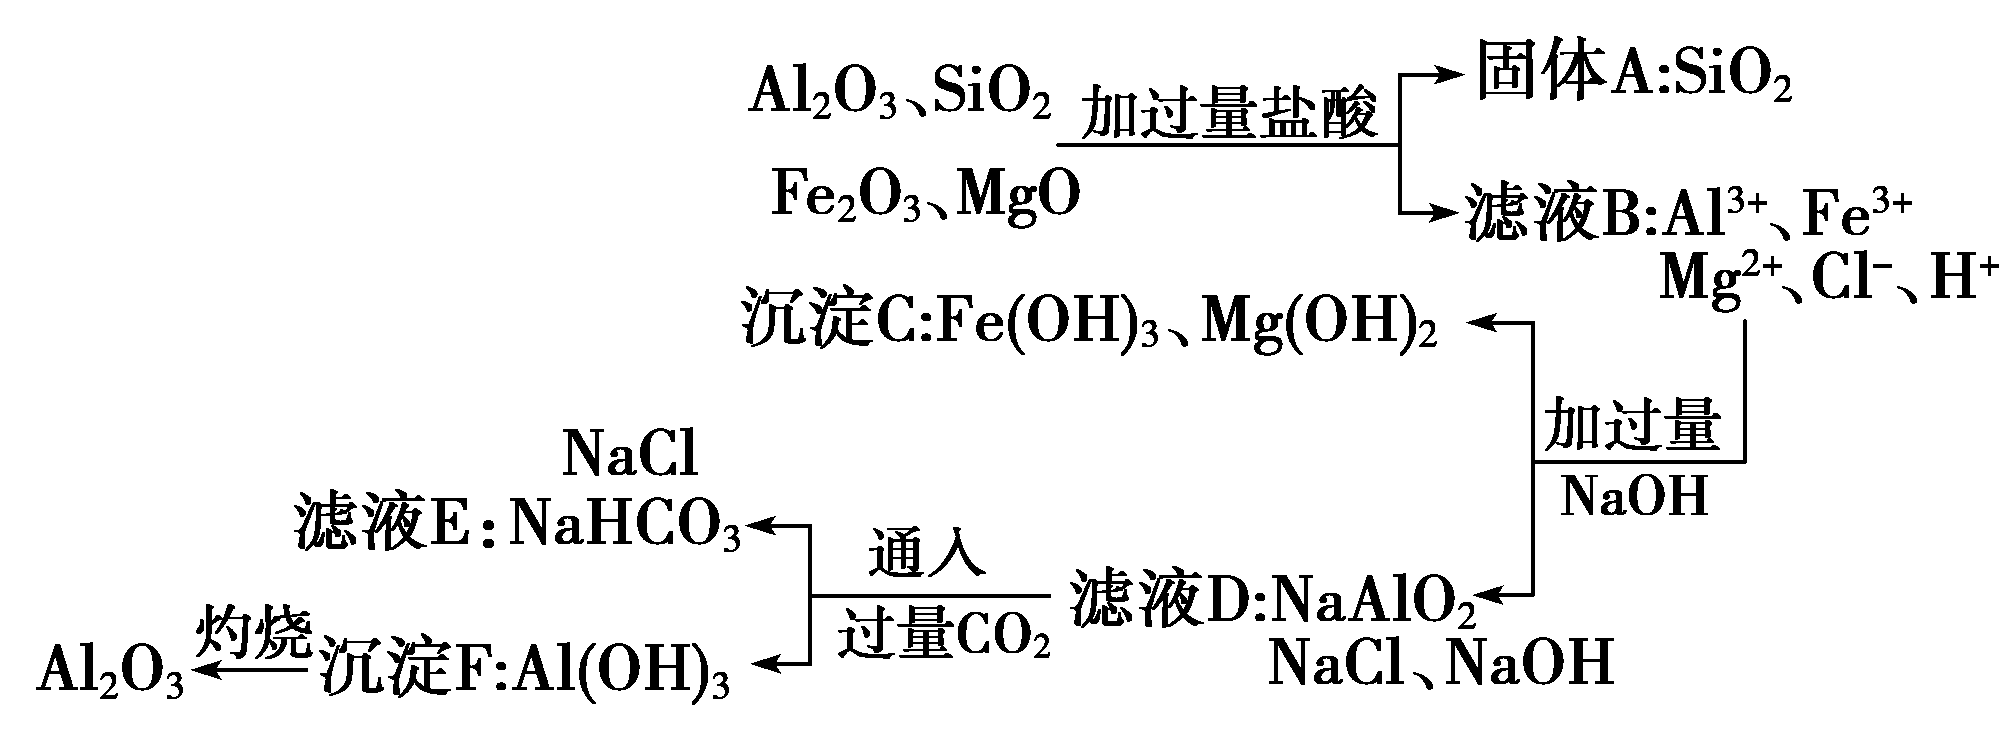 Al₂O₃、SiO₂
Fe₂O₃、MgO
加过量盐酸
固体A:SiO₂
滤液B:Al³⁺、Fe³⁺
Mg²⁺、Cl⁻、H⁺
加过量
NaOH
沉淀C:Fe(OH)₃、Mg(OH)₂
滤液D:NaAlO₂
NaCl、NaOH
通入
过量CO₂
NaCl
滤液E:NaHCO₃
沉淀F:Al(OH)₃
灼烧
Al₂O₃